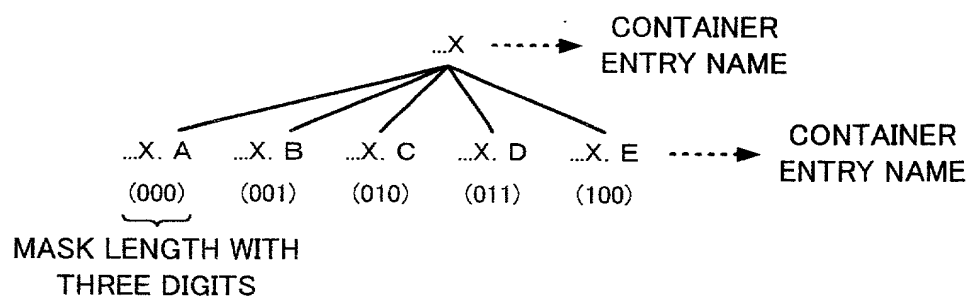 ...X
CONTAINER
ENTRY NAME
...X. A ...X. B ...X. C ...X. D ...X. E
CONTAINER
ENTRY NAME
(000) (001) (010) (011) (100)
MASK LENGTH WITH
THREE DIGITS